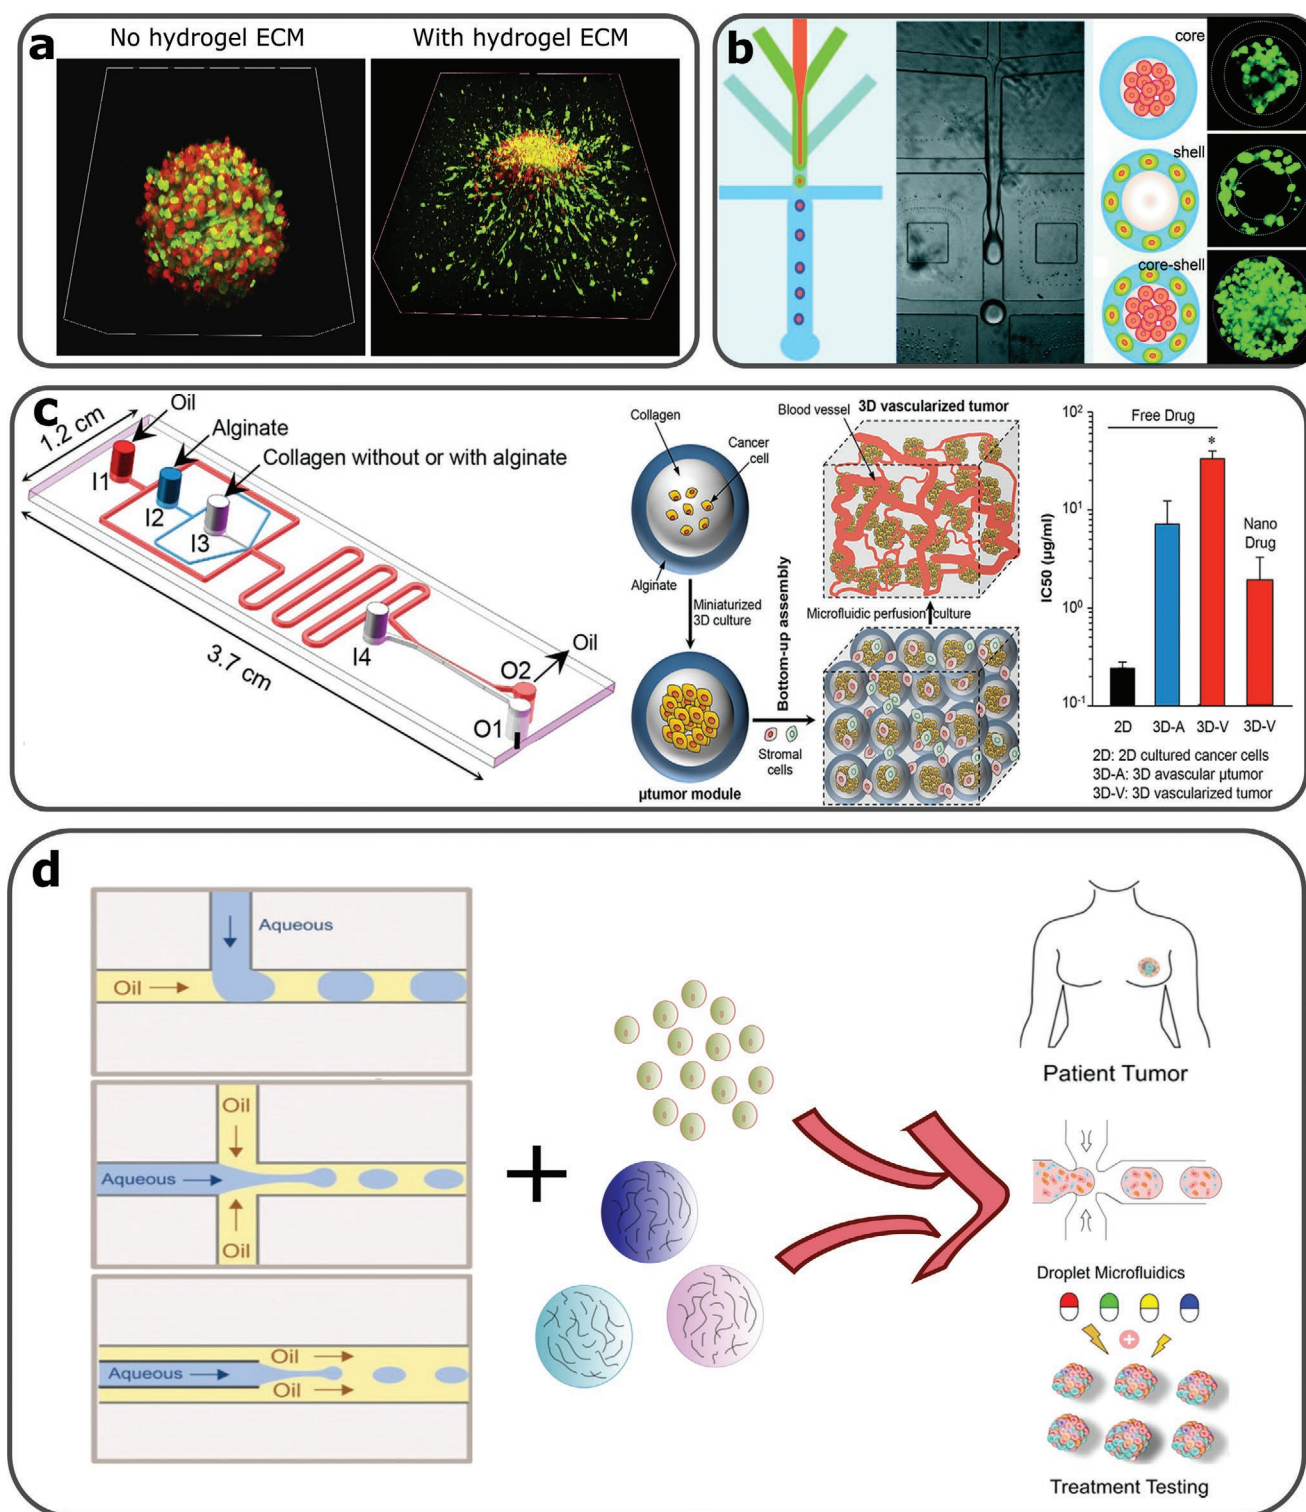 a
No hydrogel ECM
With hydrogel ECM
b
core
shell
core-shell
c
1.2 cm
Oil
Alginate
Collagen without or with alginate
I1
I2
I3
I4
3.7 cm
Oil
O2
O1
Collagen
Cancer
cell
Alginate
Miniaturized
3D culture
µtumor module
Bottom-up assembly
Stromal
cells
Blood vessel
3D vascularized tumor
Microfluidic perfusion culture
IC50 (µg/ml)
10²
10¹
10⁰
10⁻¹
Free Drug
*
Nano
Drug
2D
3D-A
3D-V
3D-V
2D: 2D cultured cancer cells
3D-A: 3D avascular µtumor
3D-V: 3D vascularized tumor
d
Aqueous
Oil
Oil
Aqueous
Oil
Oil
Aqueous
Oil
+
Patient Tumor
Droplet Microfluidics
+
Treatment Testing